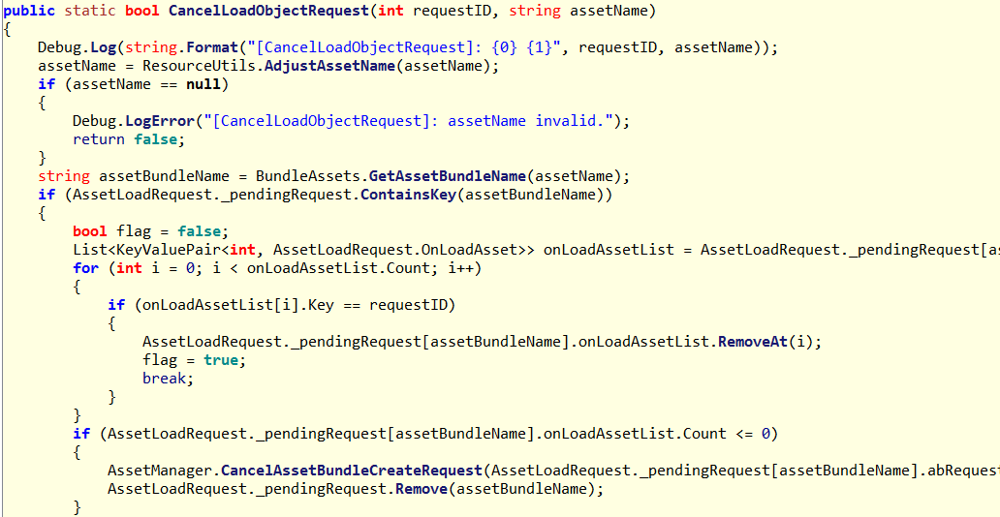 public static bool CancelLoadObjectRequest(int requestID, string assetName)
{
    Debug.Log(string.Format("[CancelLoadObjectRequest]: {0} {1}", requestID, assetName));
    assetName = ResourceUtils.AdjustAssetName(assetName);
    if (assetName == null)
    {
        Debug.LogError("[CancelLoadObjectRequest]: assetName invalid.");
        return false;
    }
    string assetBundleName = BundleAssets.GetAssetBundleName(assetName);
    if (AssetLoadRequest._pendingRequest.ContainsKey(assetBundleName))
    {
        bool flag = false;
        List<KeyValuePair<int, AssetLoadRequest.OnLoadAsset>> onLoadAssetList = AssetLoadRequest._pendingRequest[as
        for (int i = 0; i < onLoadAssetList.Count; i++)
        {
            if (onLoadAssetList[i].Key == requestID)
            {
                AssetLoadRequest._pendingRequest[assetBundleName].onLoadAssetList.RemoveAt(i);
                flag = true;
                break;
            }
        }
        if (AssetLoadRequest._pendingRequest[assetBundleName].onLoadAssetList.Count <= 0)
        {
            AssetManager.CancelAssetBundleCreateRequest(AssetLoadRequest._pendingRequest[assetBundleName].abRequest
            AssetLoadRequest._pendingRequest.Remove(assetBundleName);
        }